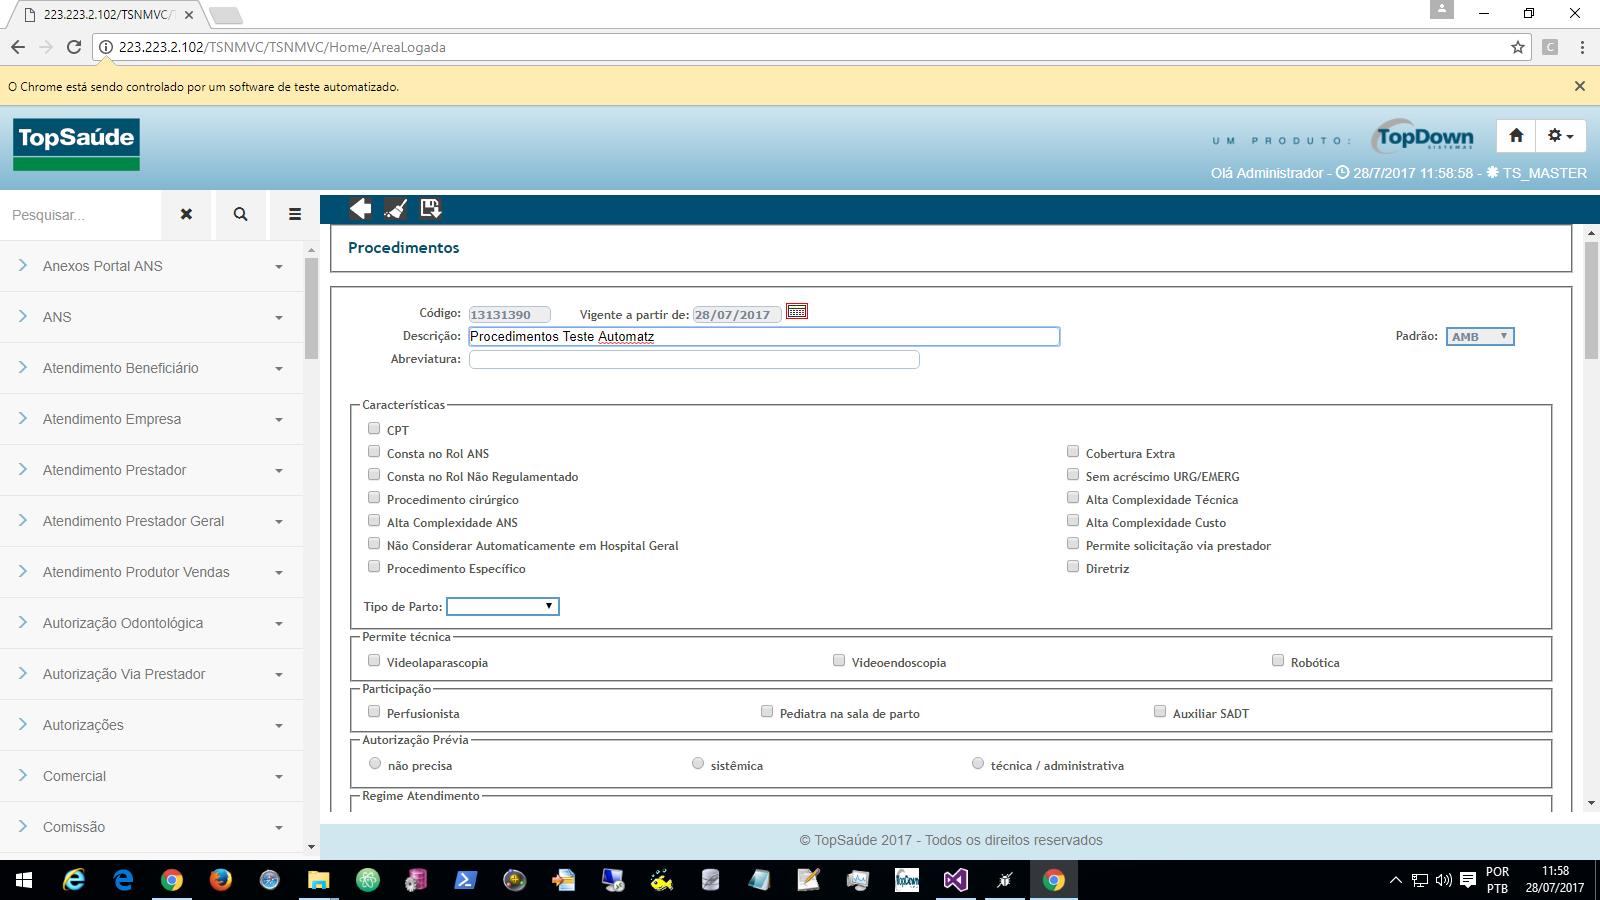 223.223.2.102/TSNMVC/T
223.223.2.102/TSNMVC/TSNMVC/Home/AreaLogada
C
O Chrome está sendo controlado por um software de teste automatizado.
TopSaúde
UM PRODUTO:
TopDown
SISTEMAS
Olá Administrador - 28/7/2017 11:58:58 - TS_MASTER
Pesquisar...
Anexos Portal ANS
ANS
Atendimento Beneficiário
Atendimento Empresa
Atendimento Prestador
Atendimento Prestador Geral
Atendimento Produtor Vendas
Autorização Odontológica
Autorização Via Prestador
Autorizações
Comercial
Comissão
Procedimentos
Código: 13131390 Vigente a partir de: 28/07/2017
Descrição: Procedimentos Teste Automatz Padrão: AMB
Abreviatura:
Características
CPT
Consta no Rol ANS Cobertura Extra
Consta no Rol Não Regulamentado Sem acréscimo URG/EMERG
Procedimento cirúrgico Alta Complexidade Técnica
Alta Complexidade ANS Alta Complexidade Custo
Não Considerar Automaticamente em Hospital Geral Permite solicitação via prestador
Procedimento Específico Diretriz
Tipo de Parto:
Permite técnica
Videolaparascopia Videoendoscopia Robótica
Participação
Perfusionista Pediatra na sala de parto Auxiliar SADT
Autorização Prévia
não precisa sistêmica técnica / administrativa
Regime Atendimento
© TopSaúde 2017 - Todos os direitos reservados
TopDown
POR
PTB
11:58
28/07/2017